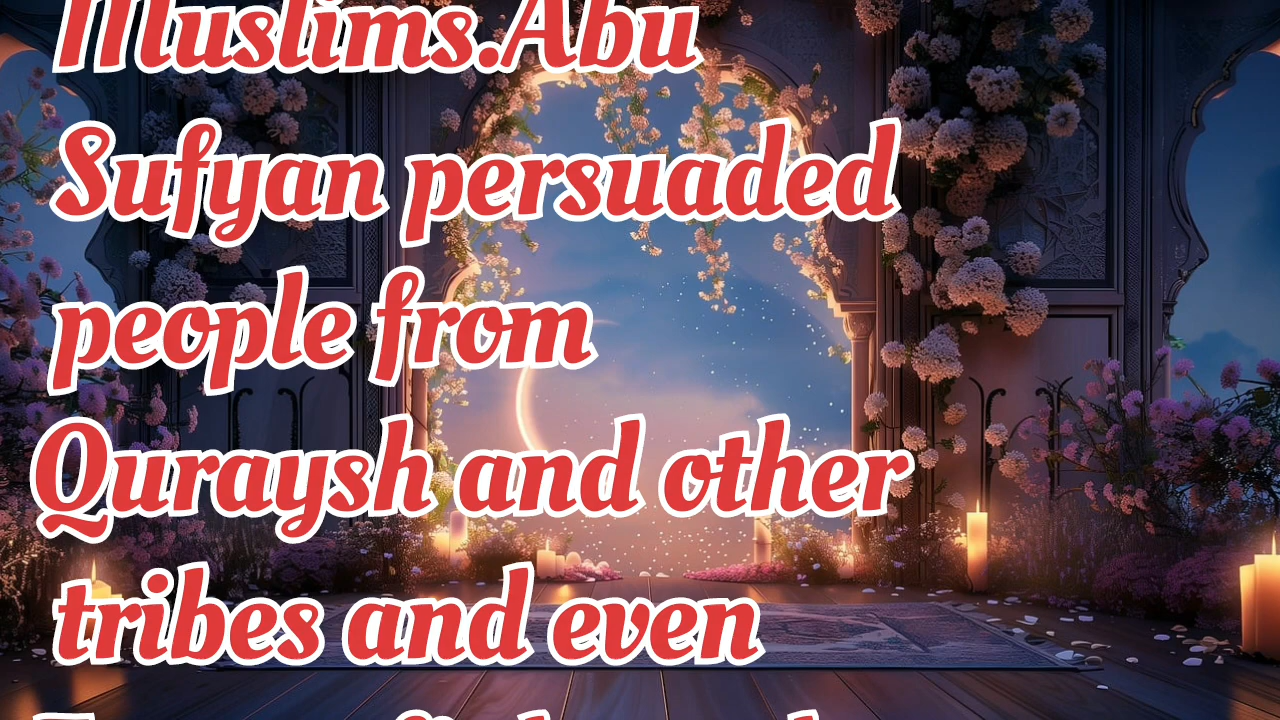 Muslims.Abu
Sufyan persuaded
people from
Quraysh and other
tribes and even